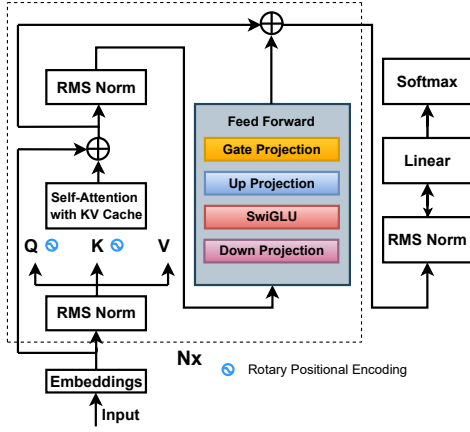 RMS Norm
Self-Attention
with KV Cache
Q K V
RMS Norm
Embeddings
Input
Feed Forward
Gate Projection
Up Projection
SwiGLU
Down Projection
Nx
Rotary Positional Encoding
Softmax
Linear
RMS Norm